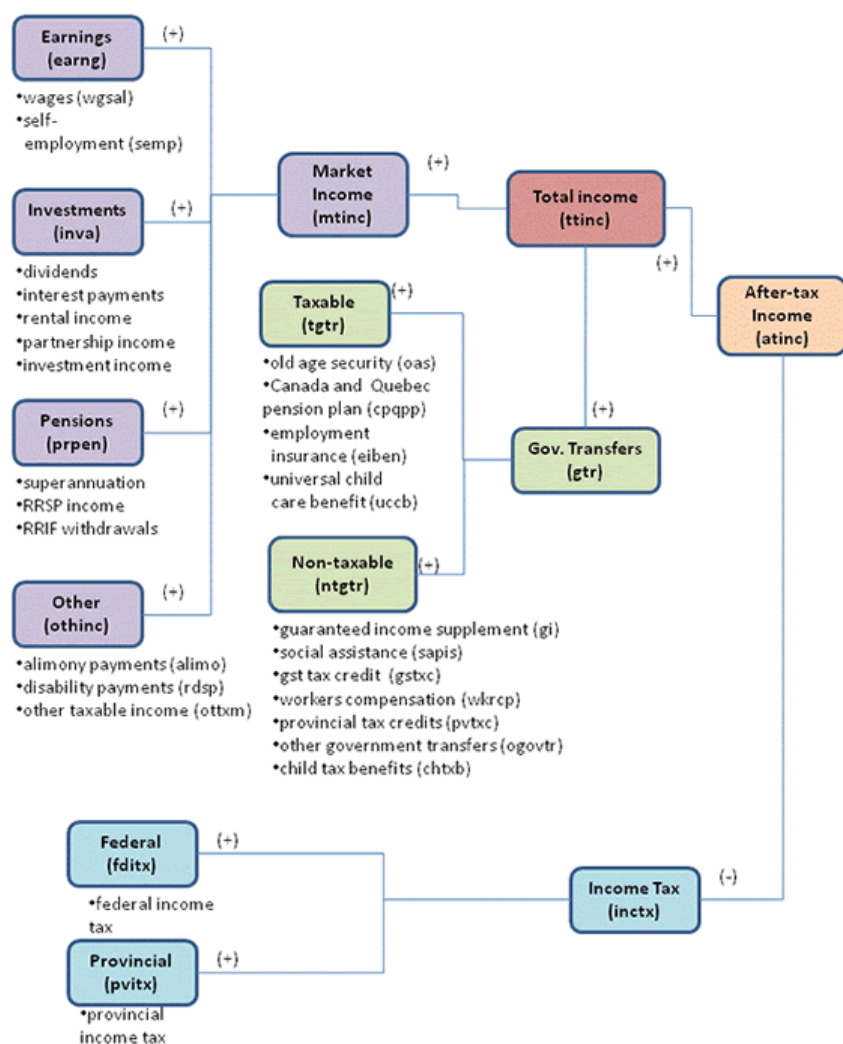 Earnings
(earng)
(+)
•wages (wgsal)
•self-
employment (semp)
Investments
(inva)
(+)
•dividends
•interest payments
•rental income
•partnership income
•investment income
Pensions
(prpen)
(+)
•superannuation
•RRSP income
•RRIF withdrawals
Other
(othinc)
(+)
•alimony payments (alimo)
•disability payments (rdsp)
•other taxable income (ottxm)
Market
Income
(mtinc)
(+)
Total income
(ttinc)
(+)
After-tax
Income
(atinc)
Taxable
(tgtr)
(+)
•old age security (oas)
•Canada and Quebec
pension plan (cpqpp)
•employment
insurance (eiben)
•universal child
care benefit (uccb)
(+)
Gov. Transfers
(gtr)
Non-taxable
(ntgtr)
(+)
•guaranteed income supplement (gi)
•social assistance (sapis)
•gst tax credit (gstxc)
•workers compensation (wkrcp)
•provincial tax credits (pvtxc)
•other government transfers (ogovtr)
•child tax benefits (chtxb)
Federal
(fditx)
(+)
•federal income
tax
Provincial
(pvitx)
(+)
•provincial
income tax
Income Tax
(inctx)
(-)